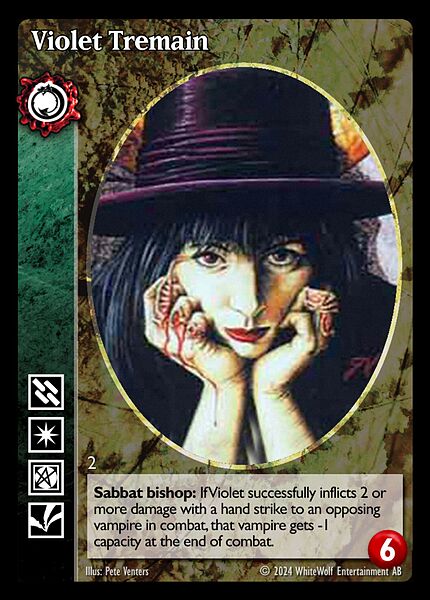 Violet Tremain
2
Sabbat bishop: If Violet successfully inflicts 2 or
more damage with a hand strike to an opposing
vampire in combat, that vampire gets -1
capacity at the end of combat.
6
Illus: Pete Venters
© 2024 WhiteWolf Entertainment AB